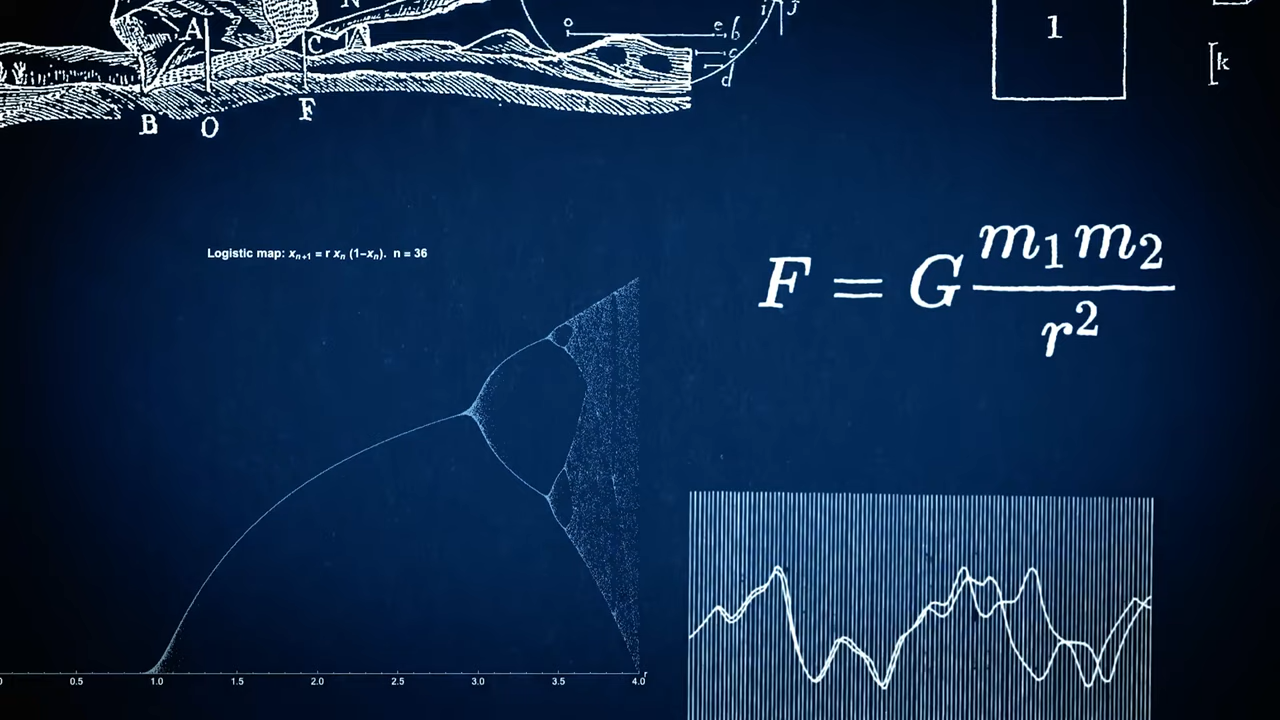 N
A
C
B
O
F
o
e.b
c
d
i
j
1
k
Logistic map: xₙ₊₁ = r xₙ (1−xₙ). n = 36
F = G m₁m₂ / r²
0 0.5 1.0 1.5 2.0 2.5 3.0 3.5 4.0 r